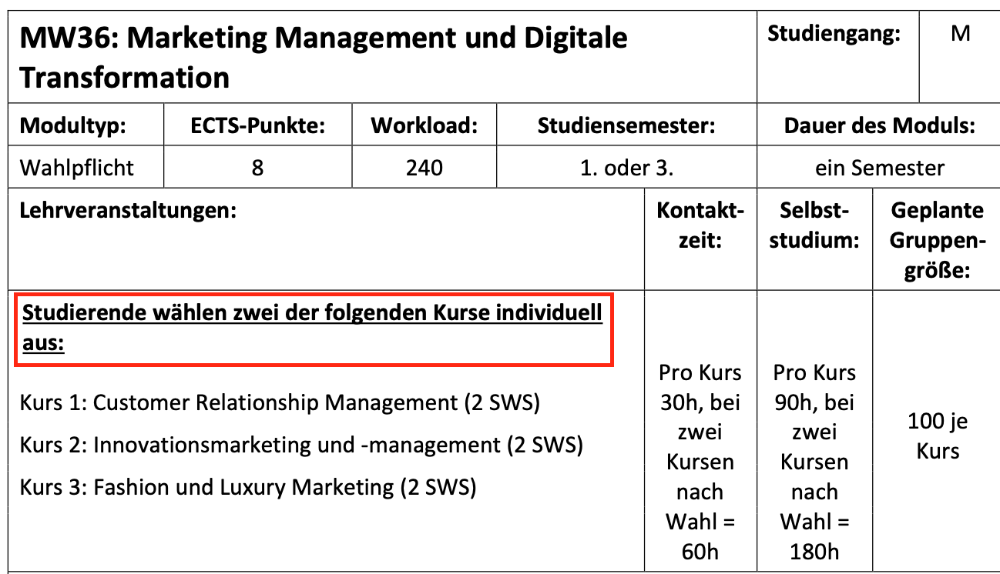 MW36: Marketing Management und Digitale
Transformation
Studiengang:
M
Modultyp:
ECTS-Punkte:
Workload:
Studiensemester:
Dauer des Moduls:
Wahlpflicht
8
240
1. oder 3.
ein Semester
Lehrveranstaltungen:
Kontakt-
zeit:
Selbst-
studium:
Geplante
Gruppen-
größe:
Studierende wählen zwei der folgenden Kurse individuell
aus:
Kurs 1: Customer Relationship Management (2 SWS)
Kurs 2: Innovationsmarketing und -management (2 SWS)
Kurs 3: Fashion und Luxury Marketing (2 SWS)
Pro Kurs
30h, bei
zwei
Kursen
nach
Wahl =
60h
Pro Kurs
90h, bei
zwei
Kursen
nach
Wahl =
180h
100 je
Kurs